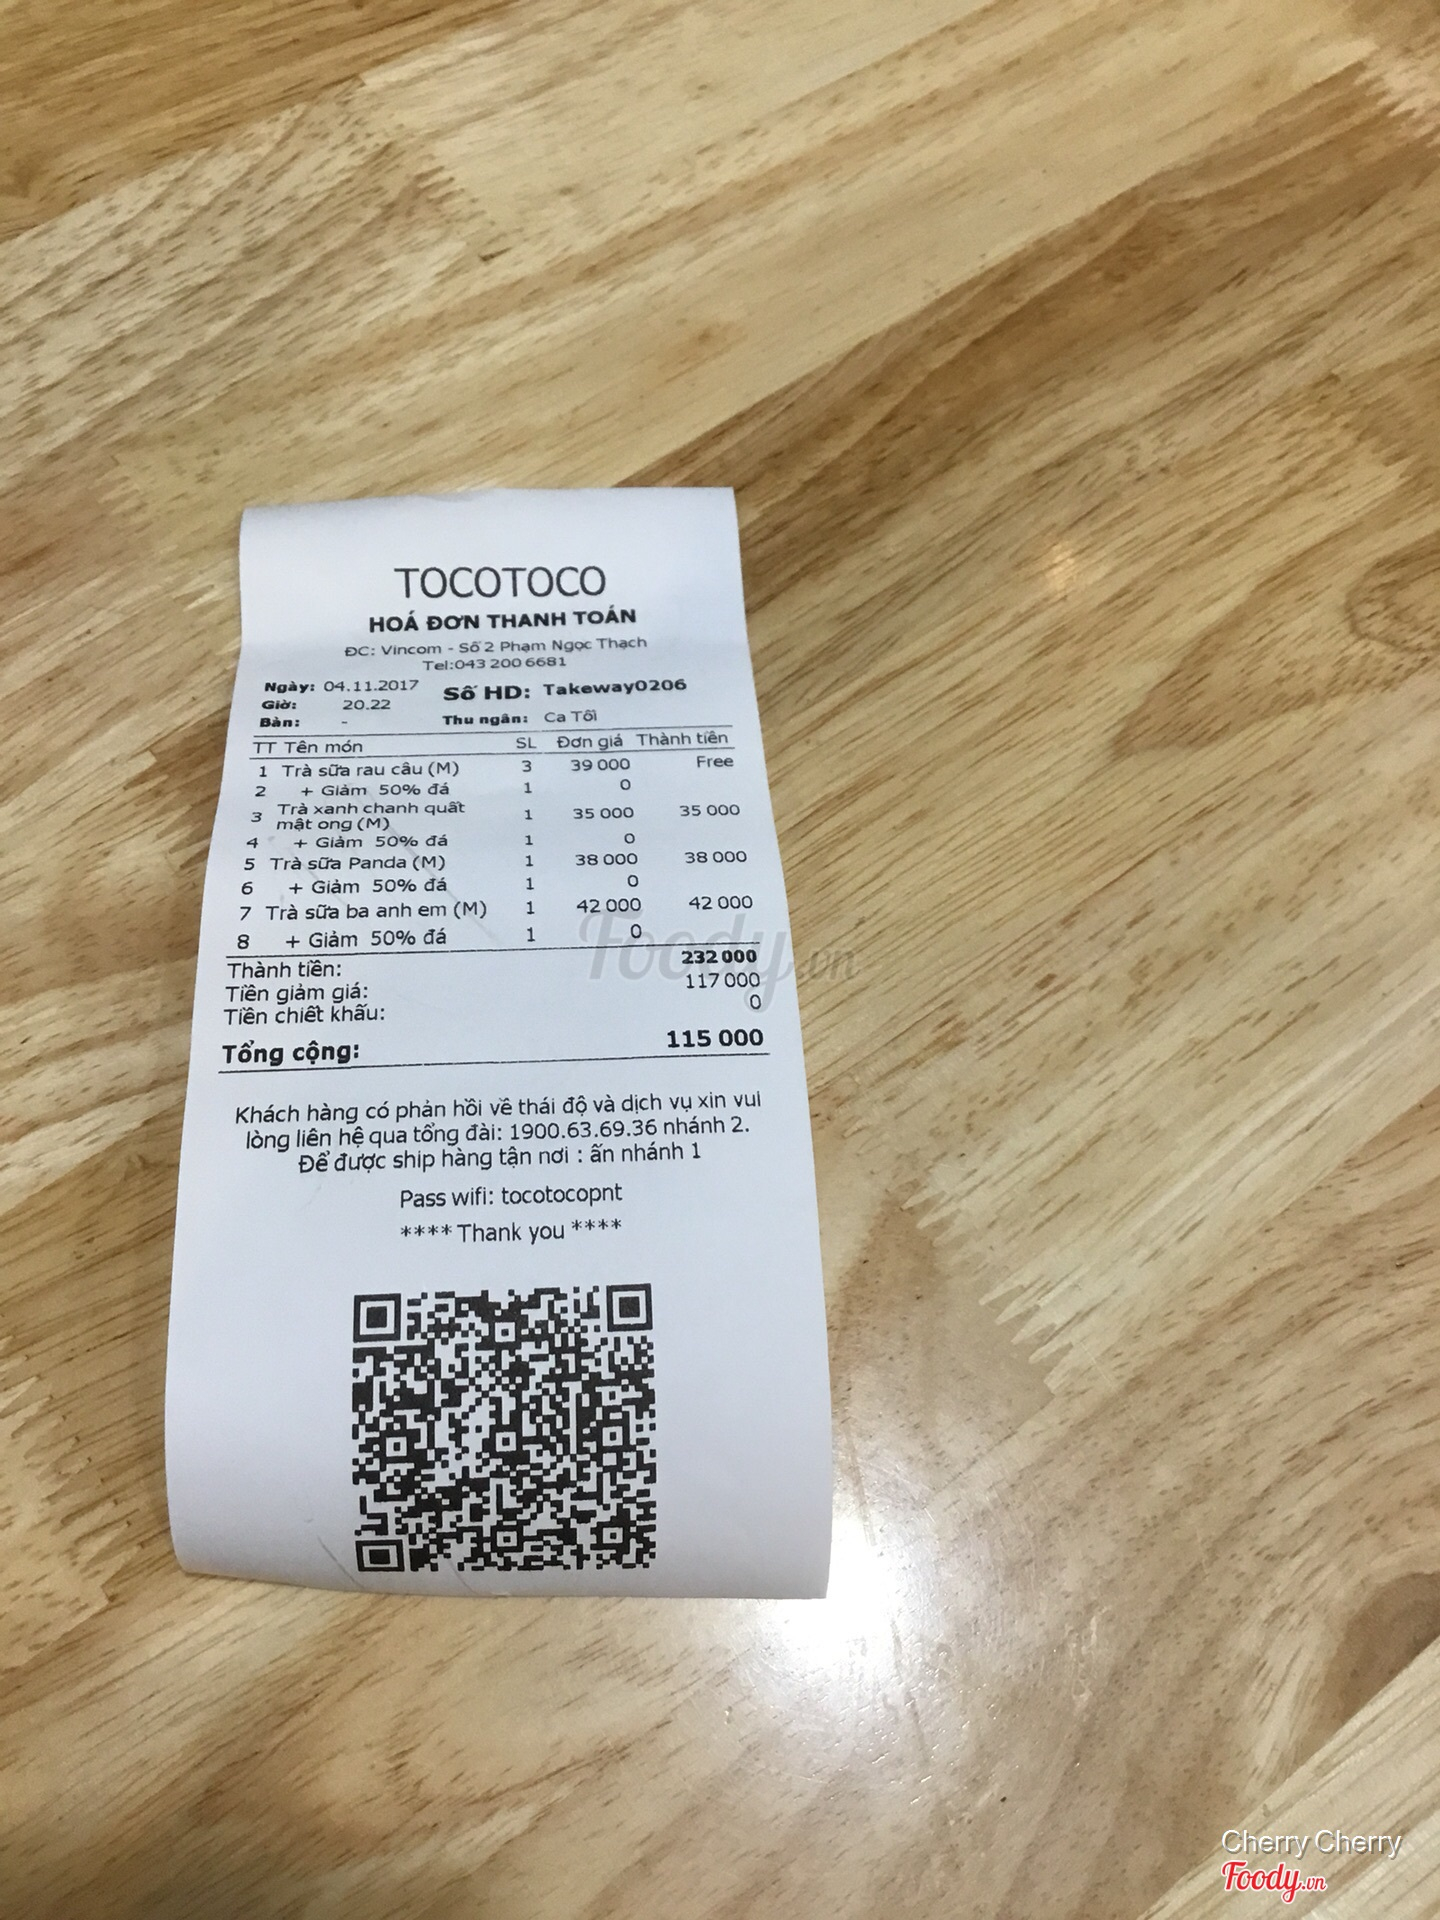 TOCOTOCO
HOÁ ĐƠN THANH TOÁN
ĐC: Vincom - Số 2 Phạm Ngọc Thạch
Tel:043 200 6681
Ngày: 04.11.2017 Số HD: Takeway0206
Giờ: 20.22
Bàn: - Thu ngân: Ca Tối
TT Tên món SL Đơn giá Thành tiền
1 Trà sữa rau câu (M) 3 39 000 Free
2 + Giảm 50% đá 1 0
3 Trà xanh chanh quất mật ong (M) 1 35 000 35 000
4 + Giảm 50% đá 1 0
5 Trà sữa Panda (M) 1 38 000 38 000
6 + Giảm 50% đá 1 0
7 Trà sữa ba anh em (M) 1 42 000 42 000
8 + Giảm 50% đá 1 0
Thành tiền: 232 000
Tiền giảm giá: 117 000
Tiền chiết khấu: 0
Tổng cộng: 115 000
Khách hàng có phản hồi về thái độ và dịch vụ xin vui
lòng liên hệ qua tổng đài: 1900.63.69.36 nhánh 2.
Để được ship hàng tận nơi : ấn nhánh 1
Pass wifi: tocotocopnt
**** Thank you ****
Foody.vn
Cherry Cherry
Foody.vn